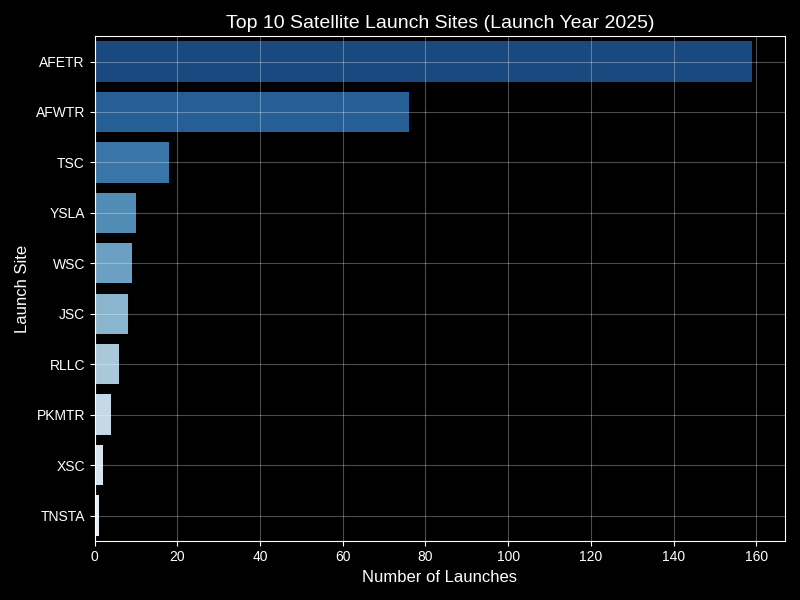 Top 10 Satellite Launch Sites (Launch Year 2025)
Launch Site
AFETR
AFWTR
TSC
YSLA
WSC
JSC
RLLC
PKMTR
XSC
TNSTA
0 20 40 60 80 100 120 140 160
Number of Launches